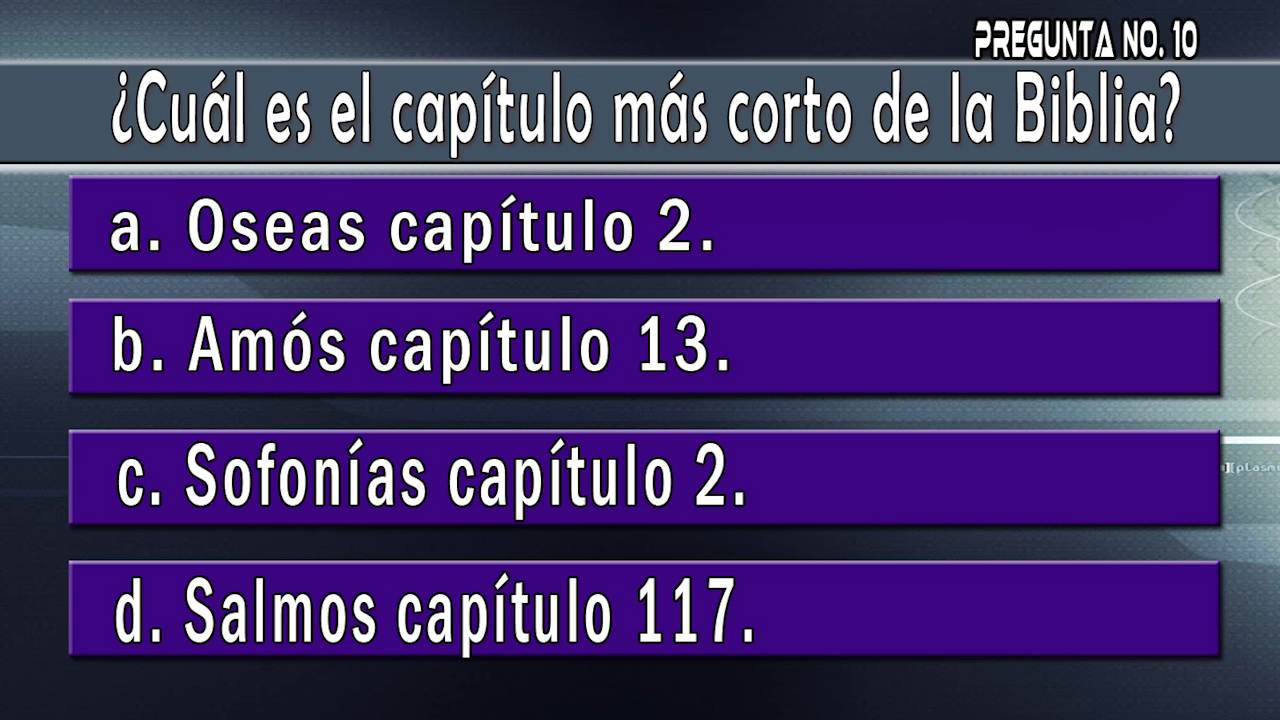 PREGUNTA NO. 10
¿Cuál es el capítulo más corto de la Biblia?
a. Oseas capítulo 2.
b. Amós capítulo 13.
c. Sofonías capítulo 2.
d. Salmos capítulo 117.